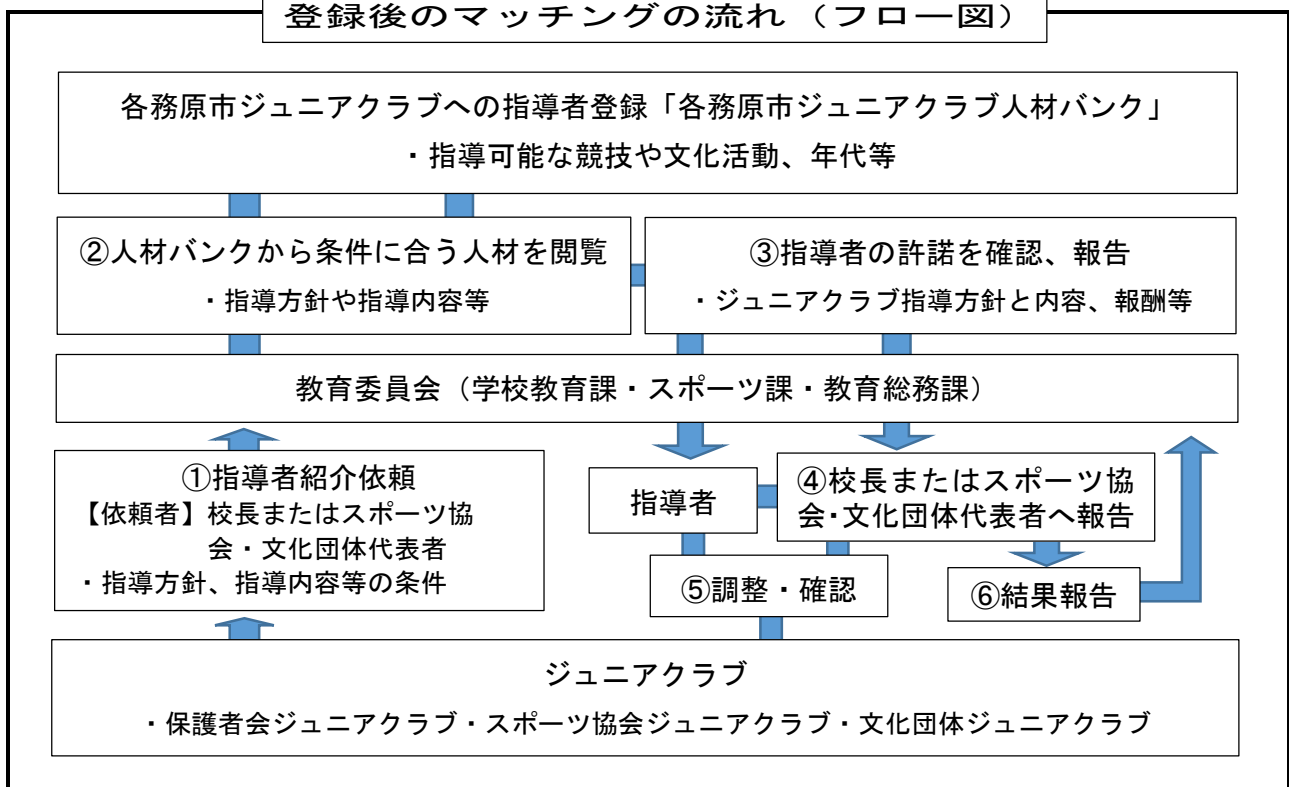 登録後のマッチングの流れ（フロー図）
各務原市ジュニアクラブへの指導者登録「各務原市ジュニアクラブ人材バンク」
・指導可能な競技や文化活動、年代等
②人材バンクから条件に合う人材を閲覧
・指導方針や指導内容等
③指導者の許諾を確認、報告
・ジュニアクラブ指導方針と内容、報酬等
教育委員会（学校教育課・スポーツ課・教育総務課）
①指導者紹介依頼
【依頼者】校長またはスポーツ協
会・文化団体代表者
・指導方針、指導内容等の条件
指導者
④校長またはスポーツ協
会・文化団体代表者へ報告
⑤調整・確認
⑥結果報告
ジュニアクラブ
・保護者会ジュニアクラブ・スポーツ協会ジュニアクラブ・文化団体ジュニアクラブ